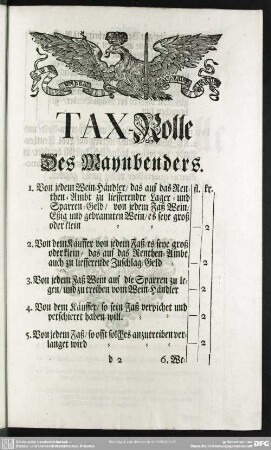 TAX-Rolle
Des Maynbenders.
fl. kr.
1. Von jedem Wein-Händler/ das auf das Ren
then-Ambt zu liefferende Lager- und
Sparren-Geld/ von jedem Faß Wein/
Essig und gebranten Wein/ es seye groß
oder klein — 2
2. Von dem Käuffer von jedem Faß/ es seye groß
oder klein/ das auf das Renthen-Ambt
auch zu liefferende Zuschlag-Geld — 2
3. Von jedem Faß Wein auf die Sparren zu le-
gen/ und zu treiben vom Wein-Händler — 2
4. Von dem Käuffer/ so sein Faß verpichet und
verschieret haben will. — 2
5. Von jedem Faß/ so offt solches anzutreiben ver-
langet wird — 2
d 2 6. We-